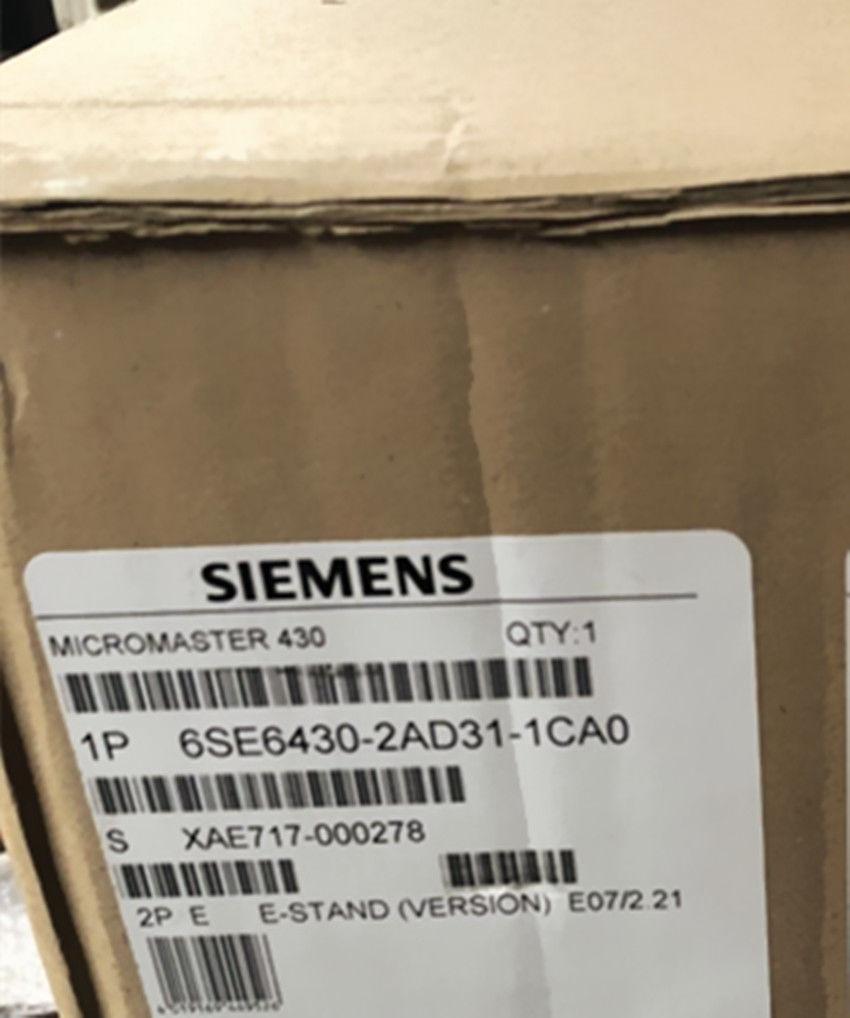 SIEMENS
MICROMASTER 430 QTY:1
1P 6SE6430-2AD31-1CA0
S XAE717-000278
2P E E-STAND (VERSION) E07/2.21